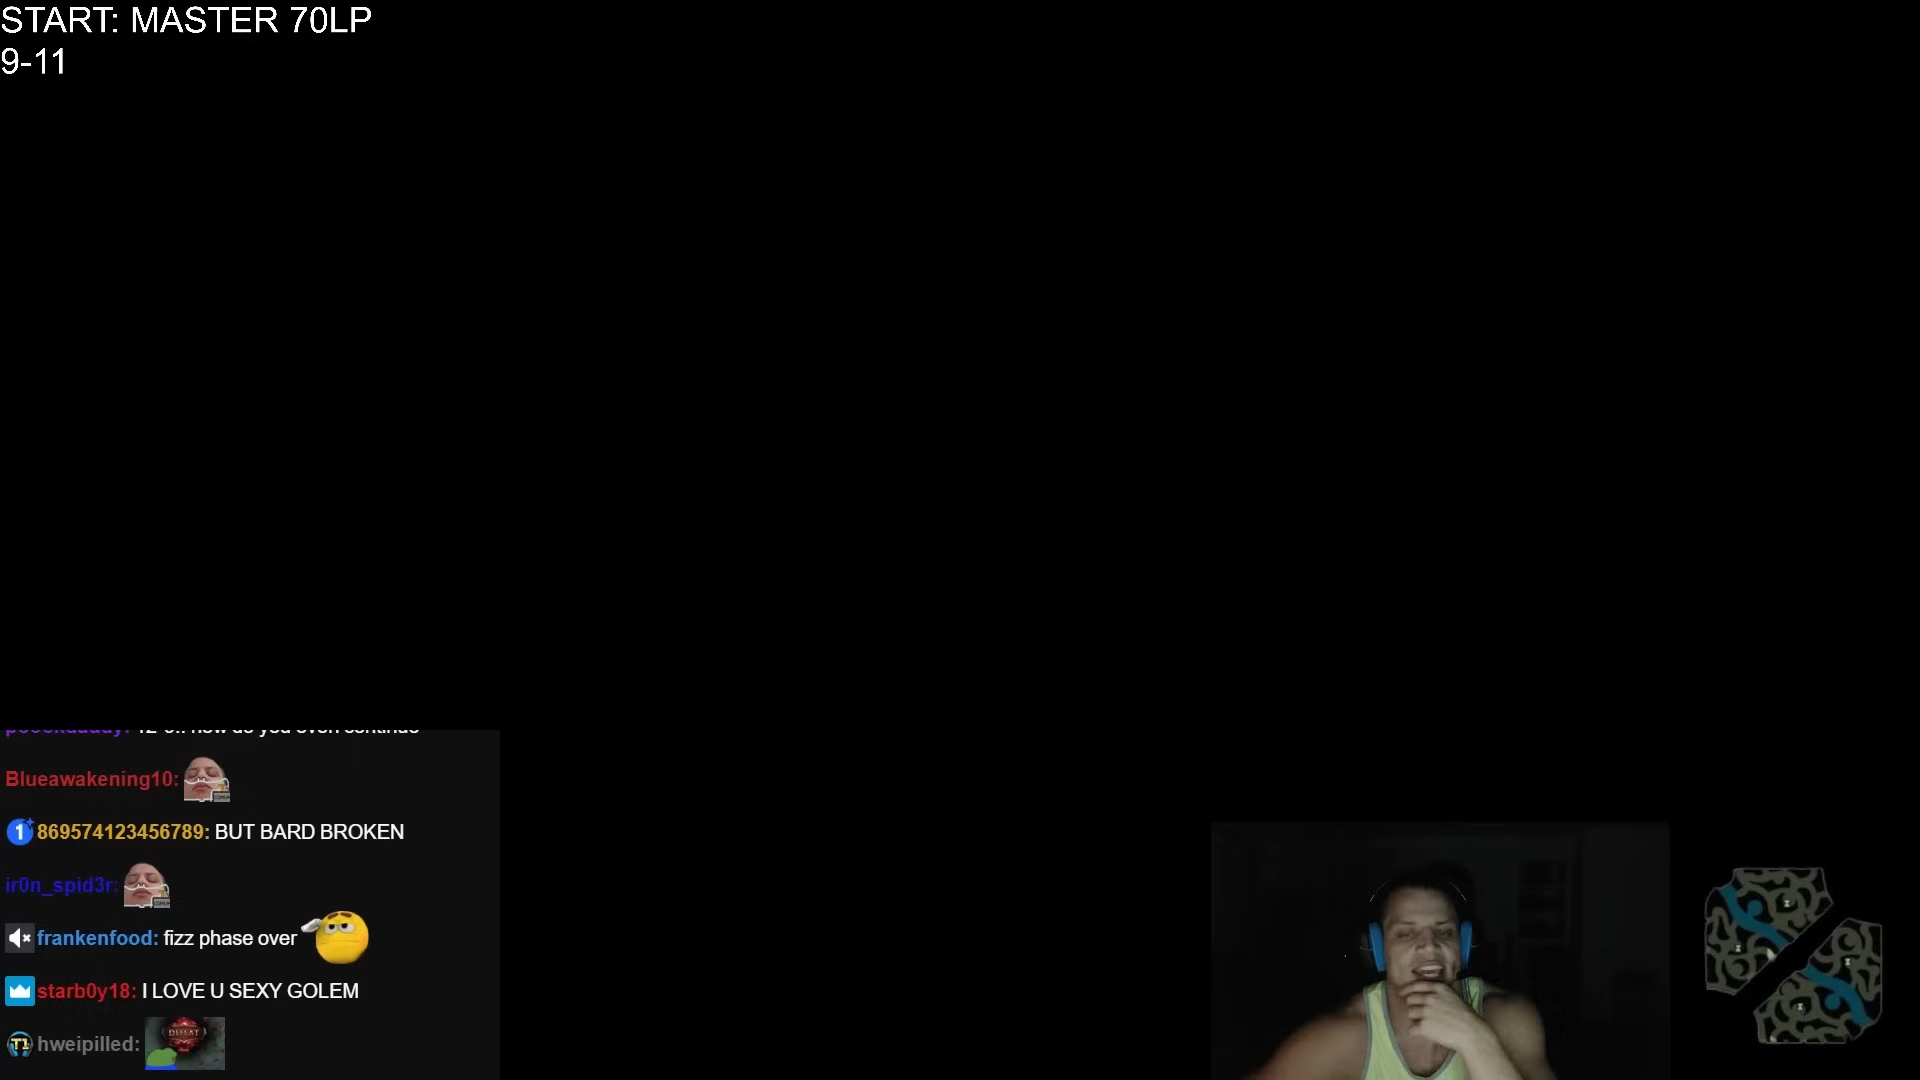 START: MASTER 70LP
9-11
Blueawakening10:
869574123456789: BUT BARD BROKEN
ir0n_spid3r:
frankenfood: fizz phase over
starb0y18: I LOVE U SEXY GOLEM
hweipilled: DEFEAT